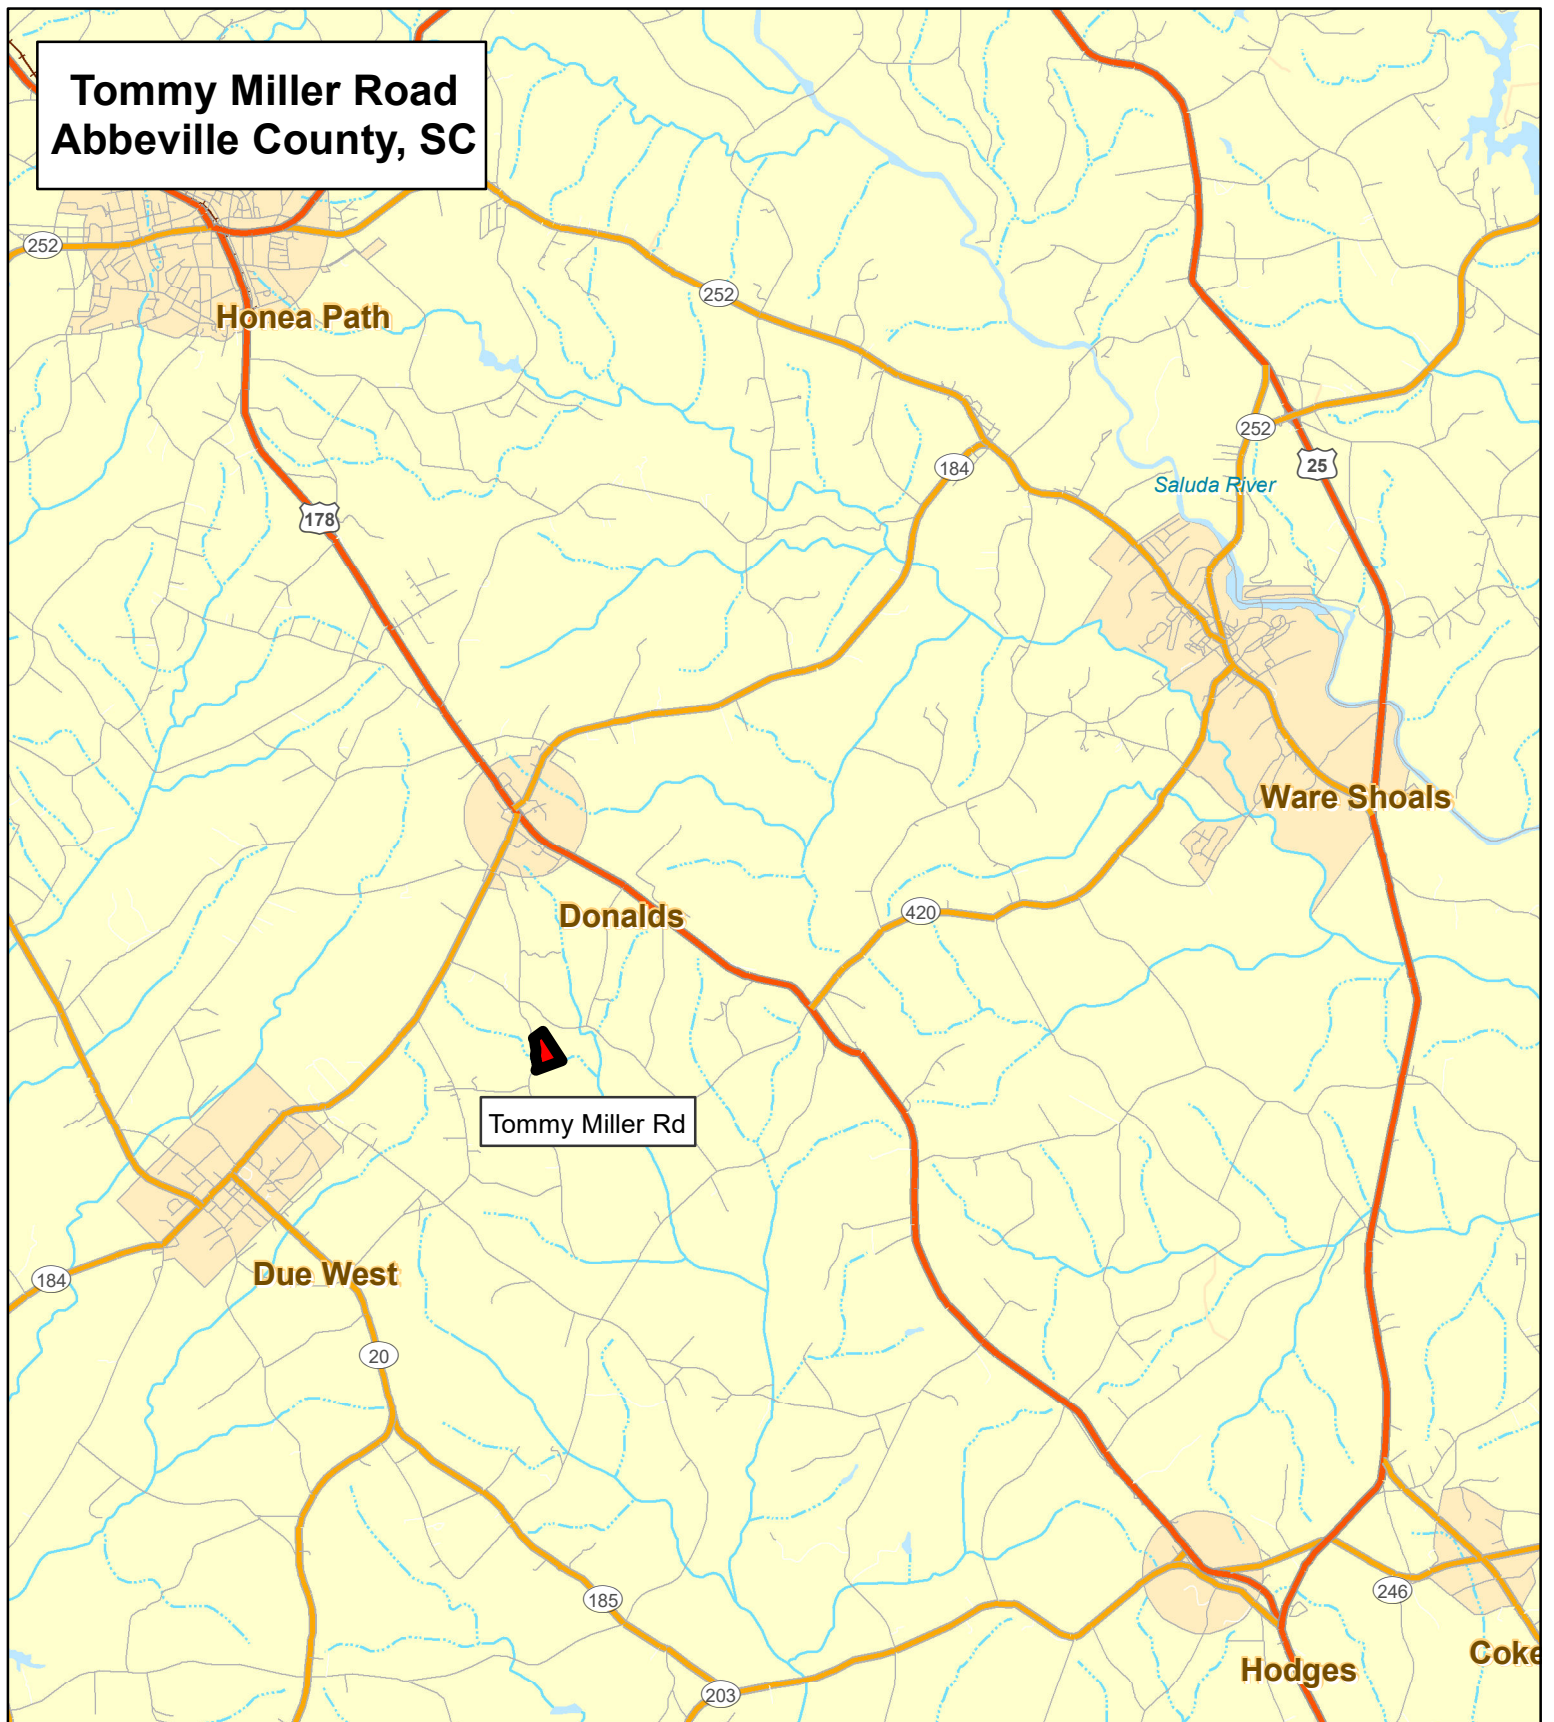 Tommy Miller Road
Abbeville County, SC
252
Honea Path
252
252
184
25
Saluda River
178
Ware Shoals
Donalds
420
Tommy Miller Rd
Due West
184
20
185
246
Hodges
Coke
203